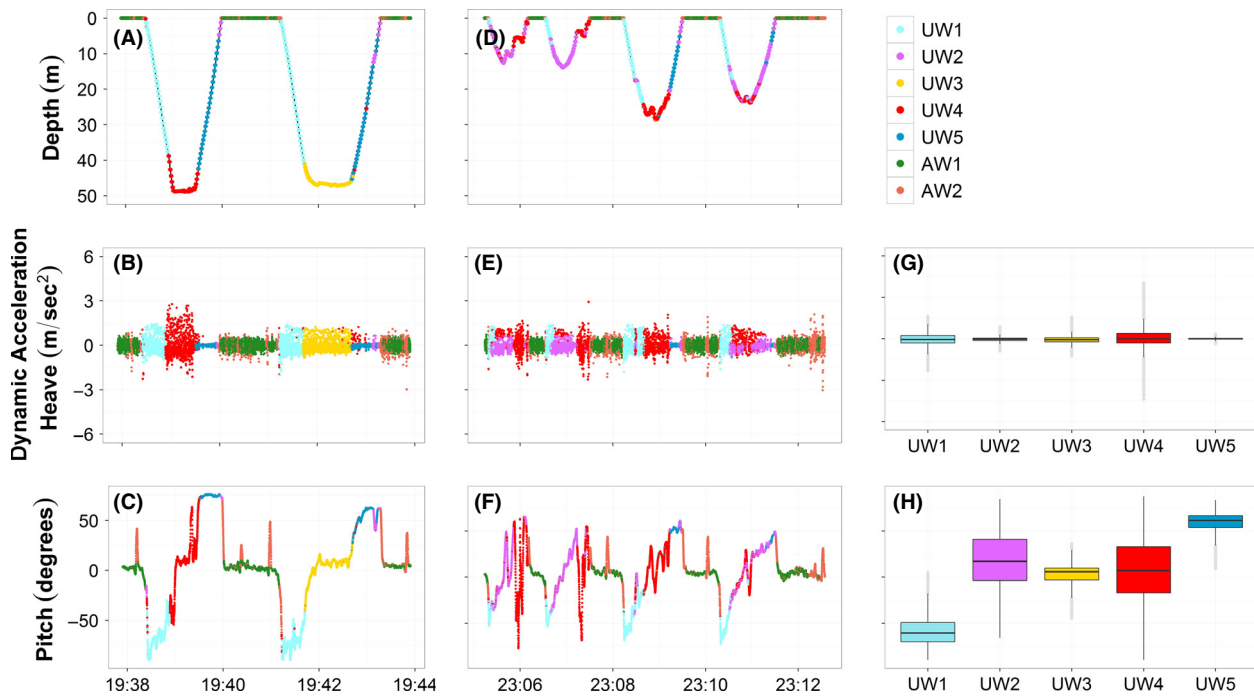 (A)
0
10
20
30
40
50
Depth (m)
(D)
UW1
UW2
UW3
UW4
UW5
AW1
AW2
(B)
6
3
0
−3
−6
Dynamic Acceleration
Heave (m/sec²)
(E)
(G)
UW1 UW2 UW3 UW4 UW5
(C)
50
0
−50
Pitch (degrees)
19:38 19:40 19:42 19:44
(F)
23:06 23:08 23:10 23:12
(H)
UW1 UW2 UW3 UW4 UW5